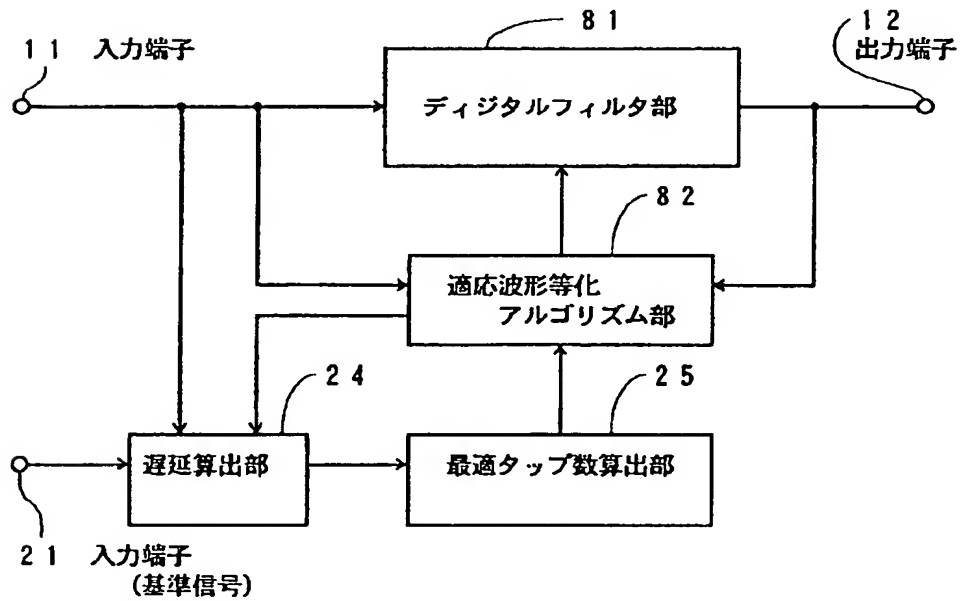 ８１
１２
１１ 入力端子
出力端子
ディジタルフィルタ部
８２
適応波形等化
アルゴリズム部
２４
２５
遅延算出部
最適タップ数算出部
２１ 入力端子
(基準信号)